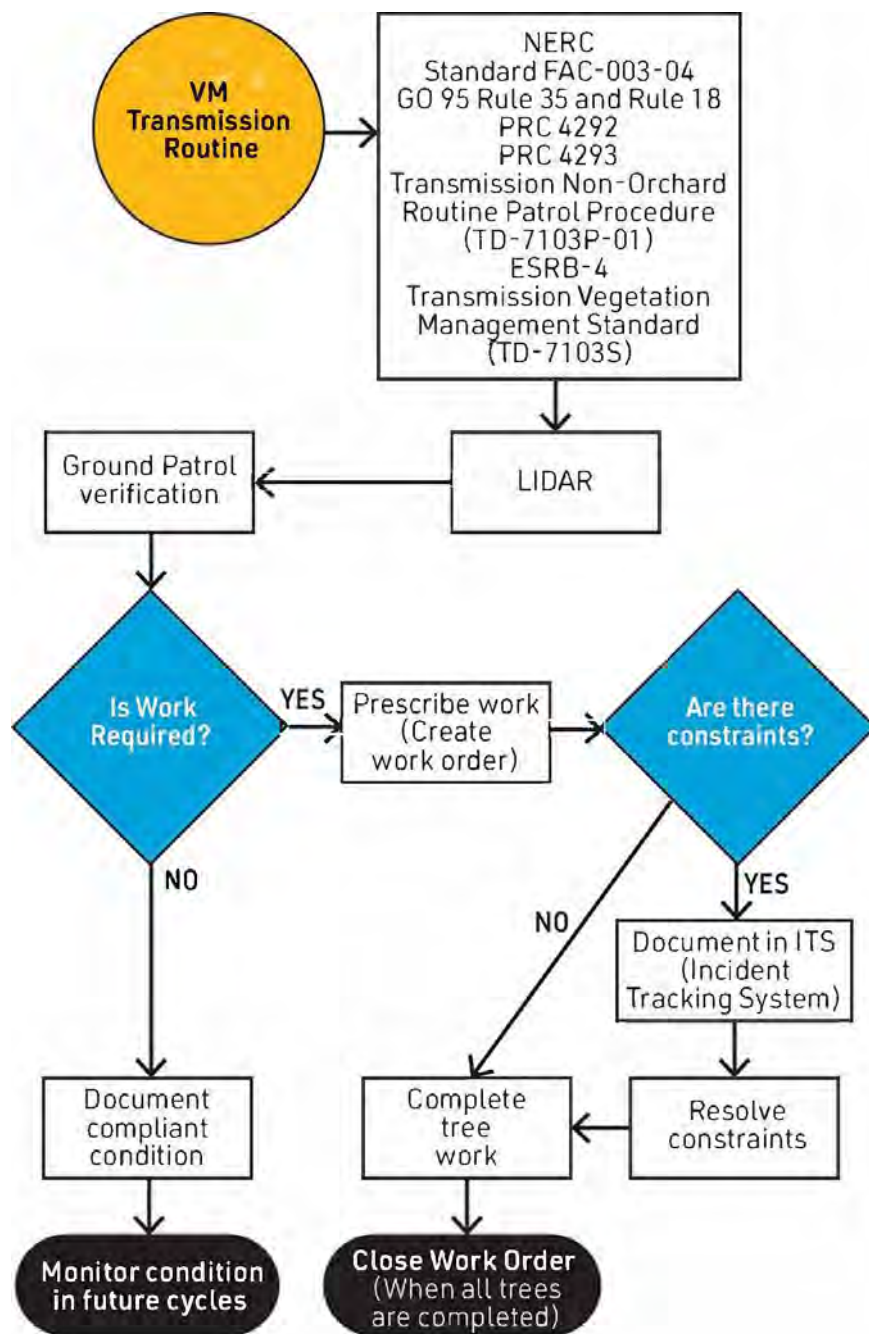 VM
Transmission
Routine
NERC
Standard FAC-003-04
GO 95 Rule 35 and Rule 18
PRC 4292
PRC 4293
Transmission Non-Orchard
Routine Patrol Procedure
(TD-7103P-01)
ESRB-4
Transmission Vegetation
Management Standard
(TD-7103S)
Ground Patrol
verification
LIDAR
Is Work
Required?
YES
Prescribe work
(Create
work order)
Are there
constraints?
NO
NO
YES
Document in ITS
(Incident
Tracking System)
Document
compliant
condition
Complete
tree
work
Resolve
constraints
Monitor condition
in future cycles
Close Work Order
(When all trees
are completed)